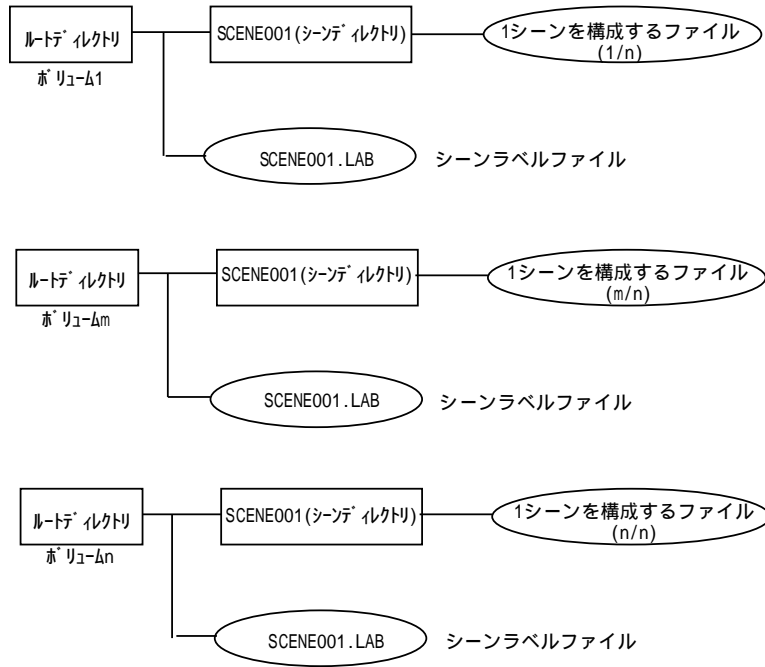 ﾙｰﾄﾃﾞｨﾚｸﾄﾘ
SCENE001(ｼｰﾝﾃﾞｨﾚｸﾄﾘ)
1シーンを構成するファイル
(1/n)
ﾎﾞﾘｭｰﾑ1
SCENE001.LAB
シーンラベルファイル
ﾙｰﾄﾃﾞｨﾚｸﾄﾘ
SCENE001(ｼｰﾝﾃﾞｨﾚｸﾄﾘ)
1シーンを構成するファイル
(m/n)
ﾎﾞﾘｭｰﾑm
SCENE001.LAB
シーンラベルファイル
ﾙｰﾄﾃﾞｨﾚｸﾄﾘ
SCENE001(ｼｰﾝﾃﾞｨﾚｸﾄﾘ)
1シーンを構成するファイル
(n/n)
ﾎﾞﾘｭｰﾑn
SCENE001.LAB
シーンラベルファイル